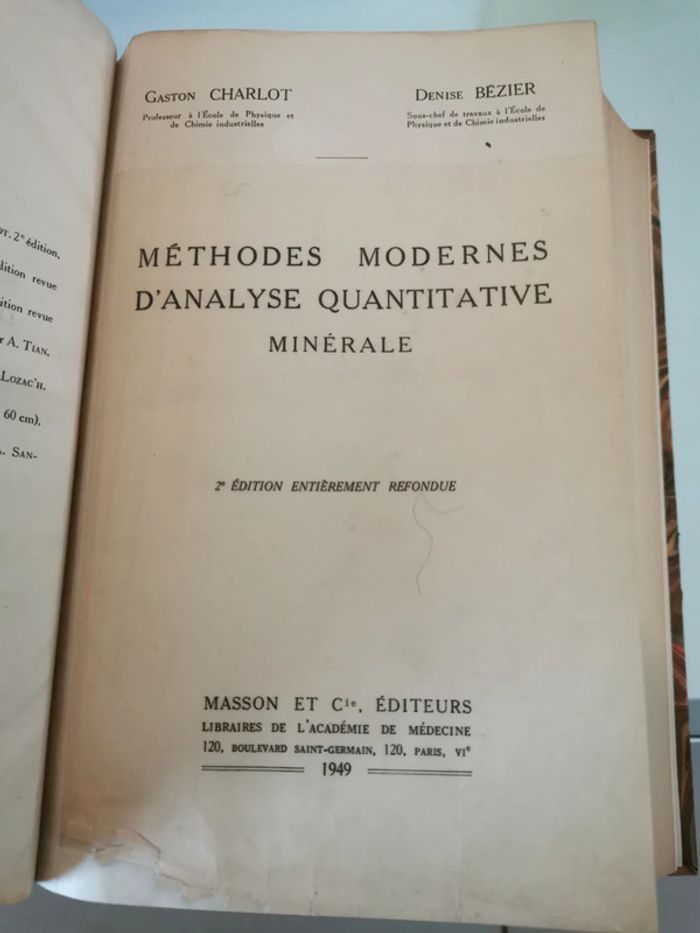 OT. 2e édition,
dition revue
ition revue
r A. TIAN.
LOZAC'H.
60 cm),
A. SAN-
GASTON CHARLOT
Professeur à l'École de Physique et
de Chimie industrielles
DENISE BÉZIER
Sous-chef de travaux à l'École de
Physique et de Chimie industrielles
MÉTHODES MODERNES
D'ANALYSE QUANTITATIVE
MINÉRALE
2e ÉDITION ENTIÈREMENT REFONDUE
MASSON ET Cie, ÉDITEURS
LIBRAIRES DE L'ACADÉMIE DE MÉDECINE
120, BOULEVARD SAINT-GERMAIN, 120, PARIS, VIe
1949